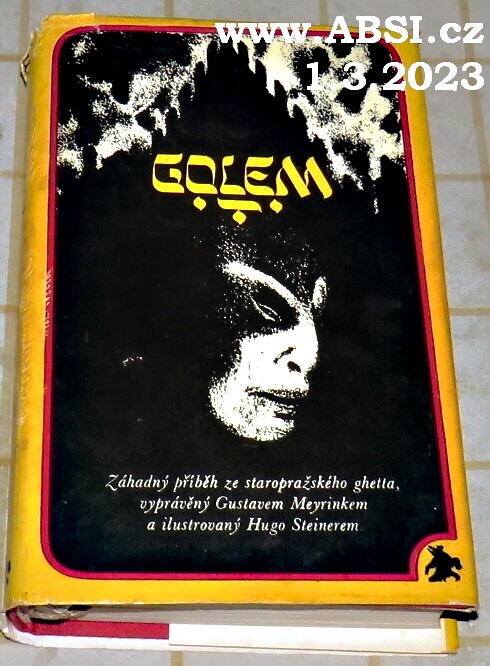 www.ABSI.cz
1.3.2023
GOLEM
Záhadný příběh ze staropražského ghetta,
vyprávěný Gustavem Meyrinkem
a ilustrovaný Hugo Steinerem